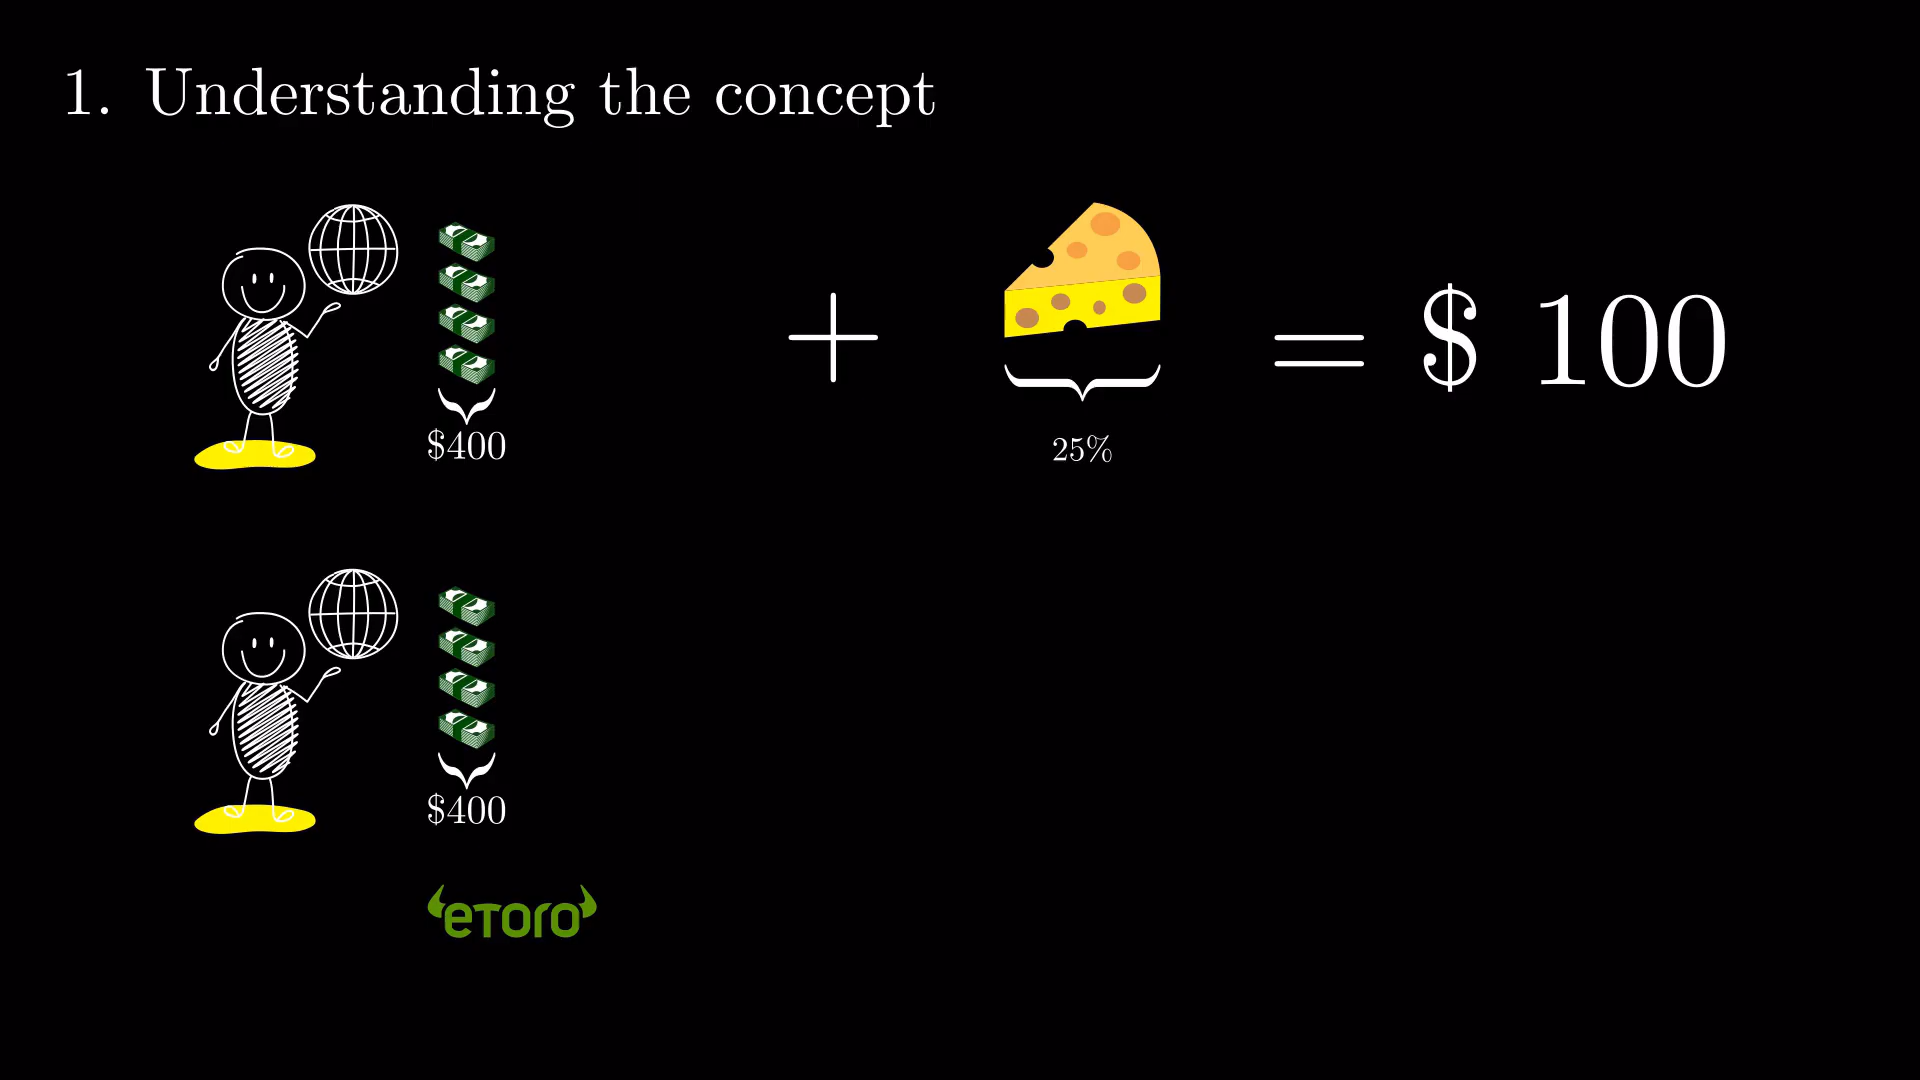 1. Understanding the concept
+
= $ 100
$400
25%
$400
etoro